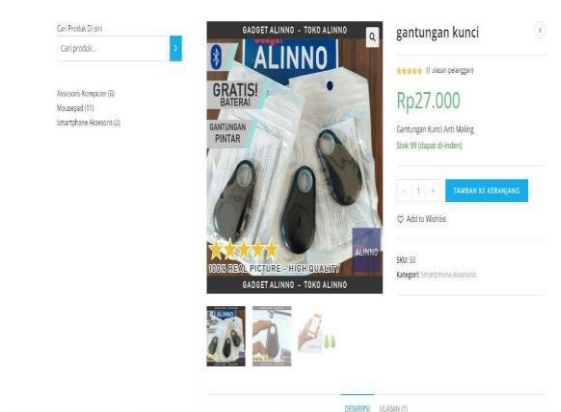 Cari Produk Disini
Cari produk...
Aksesoris Komputer (6)
Mousepad (11)
Smartphone Aksesoris (2)
GADGET ALINNO - TOKO ALINNO
ALINNO
GRATIS!
BATERAI
GANTUNGAN
PINTAR
ALINNO
100% REAL PICTURE - HIGH QUALITY
GADGET ALINNO - TOKO ALINNO
gantungan kunci
(1 ulasan pelanggan)
Rp27.000
Gantungan Kunci Anti Maling
Stok 99 (dapat di-inden)
- 1 + TAMBAH KE KERANJANG
Add to Wishlist
SKU: 50
Kategori: Smartphone Aksesoris
DESKRIPSI ULASAN (1)